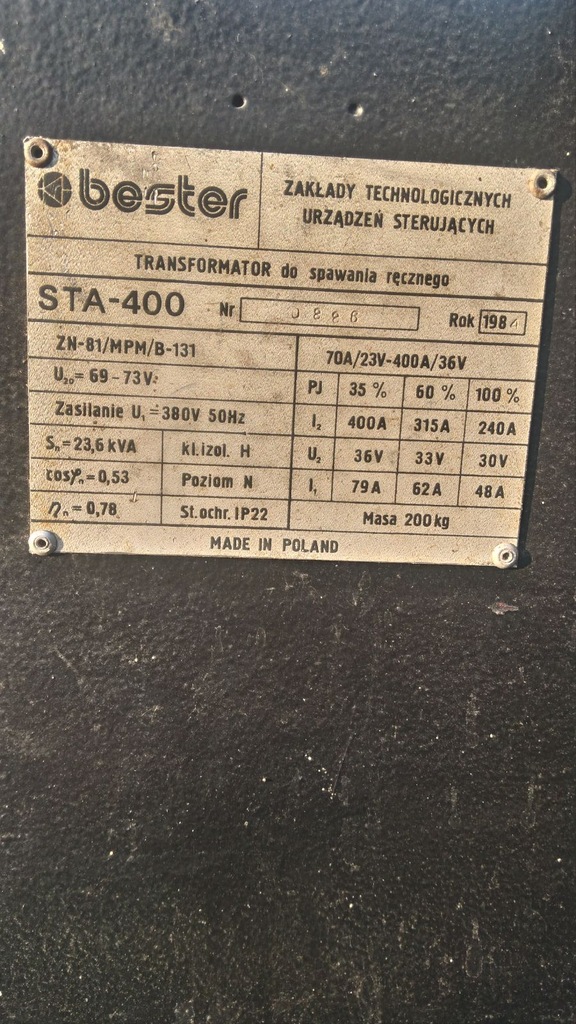 bester
ZAKŁADY TECHNOLOGICZNYCH
URZĄDZEŃ STERUJĄCYCH
TRANSFORMATOR do spawania ręcznego
STA-400 Nr Rok 1984
ZN-81/MPM/B-131
U₂₀= 69-73V
Zasilanie U₁=380V 50Hz
Sₙ=23,6 kVA kl.izol. H
cosφₙ=0,53 Poziom N
ηₙ=0,78 St.ochr. IP22
70A/23V-400A/36V
PJ 35 % 60 % 100 %
I₂ 400A 315A 240A
U₂ 36V 33V 30V
I₁ 79A 62A 48A
Masa 200kg
MADE IN POLAND